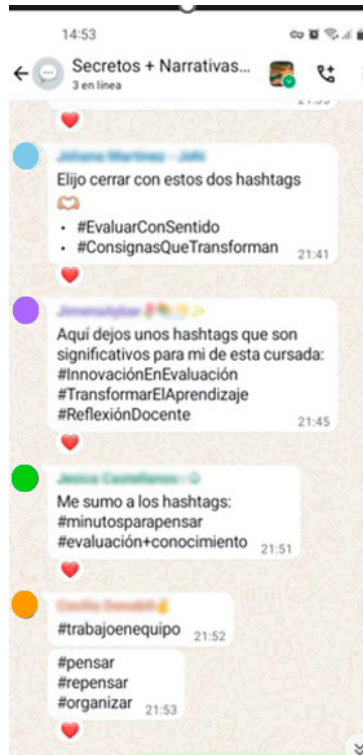 14:53
Secretos + Narrativas...
3 en línea
Elijo cerrar con estos dos hashtags
• #EvaluarConSentido
• #ConsignasQueTransforman
21:41
Aquí dejos unos hashtags que son
significativos para mi de esta cursada:
#InnovaciónEnEvaluación
#TransformarElAprendizaje
#ReflexiónDocente
21:45
Me sumo a los hashtags:
#minutosparapensar
#evaluación+conocimiento
21:51
#trabajoenequipo
21:52
#pensar
#repensar
#organizar
21:53